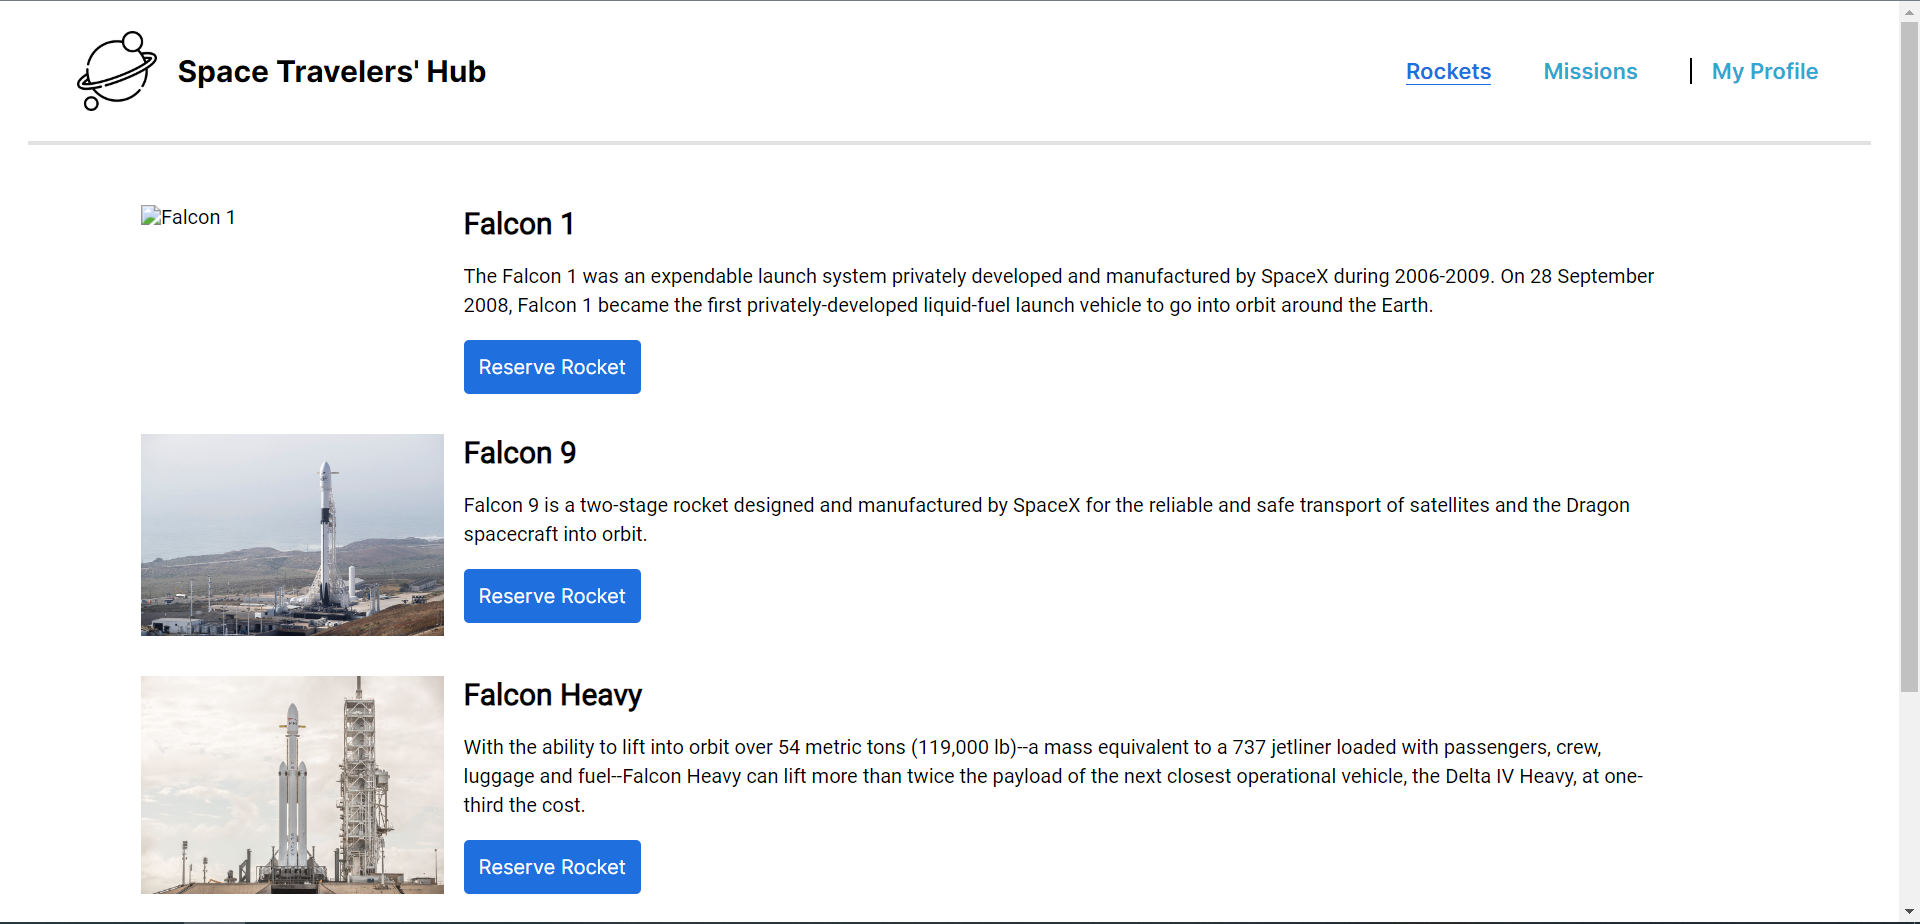 Space Travelers' Hub
Rockets
Missions
My Profile
Falcon 1
Falcon 1
The Falcon 1 was an expendable launch system privately developed and manufactured by SpaceX during 2006-2009. On 28 September
2008, Falcon 1 became the first privately-developed liquid-fuel launch vehicle to go into orbit around the Earth.
Reserve Rocket
Falcon 9
Falcon 9 is a two-stage rocket designed and manufactured by SpaceX for the reliable and safe transport of satellites and the Dragon
spacecraft into orbit.
Reserve Rocket
Falcon Heavy
With the ability to lift into orbit over 54 metric tons (119,000 lb)--a mass equivalent to a 737 jetliner loaded with passengers, crew,
luggage and fuel--Falcon Heavy can lift more than twice the payload of the next closest operational vehicle, the Delta IV Heavy, at one-
third the cost.
Reserve Rocket